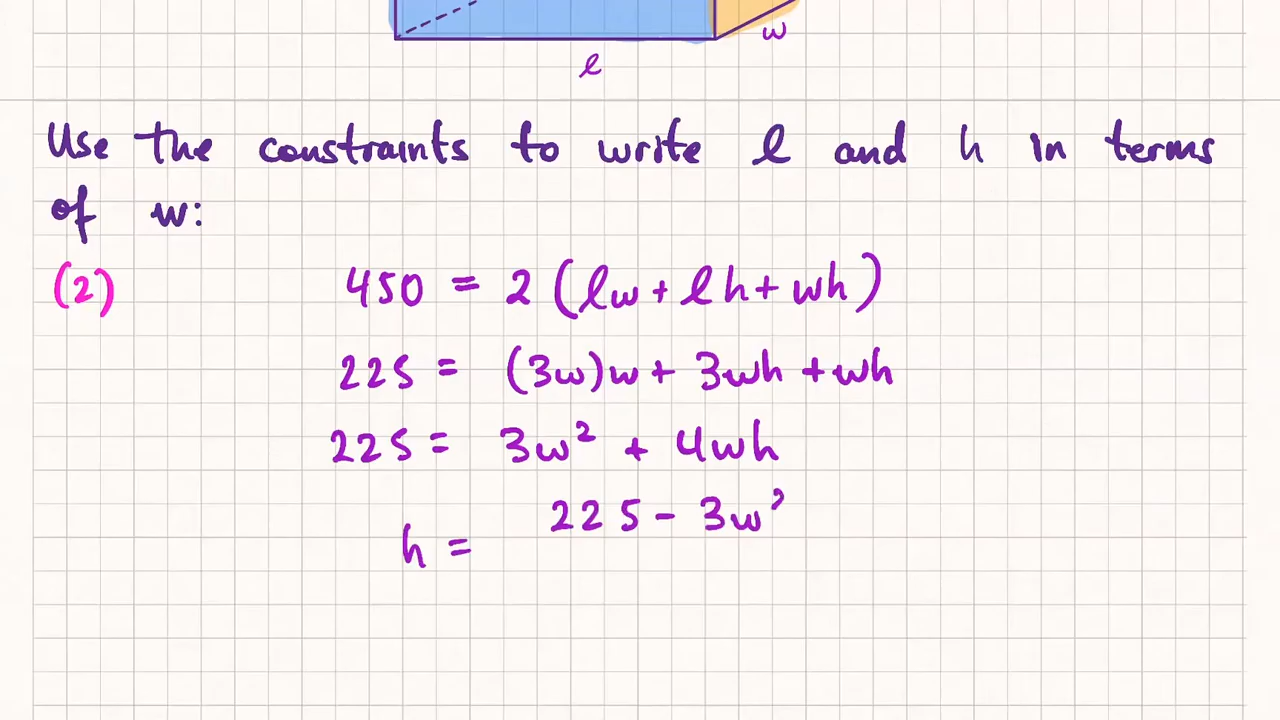 w
ℓ
Use the constraints to write ℓ and h in terms
of w:
(2) 450 = 2 (ℓw + ℓh + wh)
225 = (3w)w + 3wh + wh
225 = 3w² + 4wh
225 - 3w²
h =